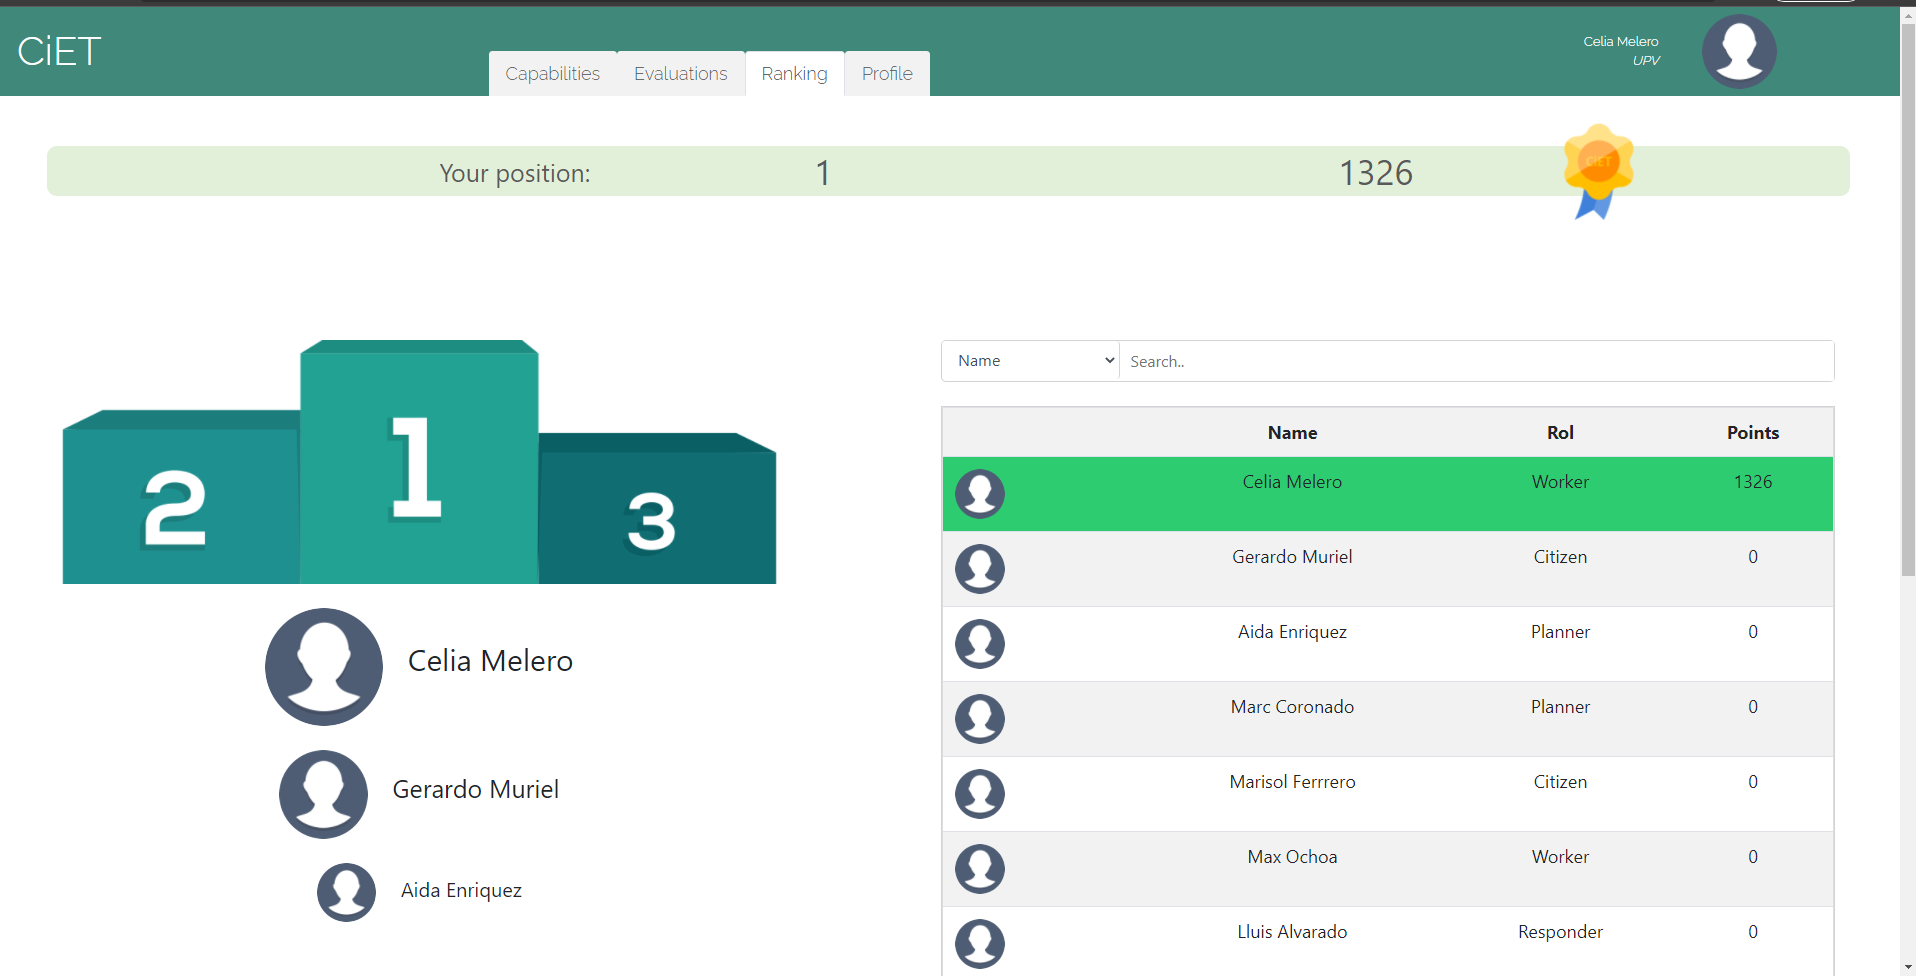 CiET
Capabilities
Evaluations
Ranking
Profile
Celia Melero
UPV
Your position:
1
1326
CiET
2
1
3
Celia Melero
Gerardo Muriel
Aida Enriquez
Name
Search..
Name Rol Points
Celia Melero Worker 1326
Gerardo Muriel Citizen 0
Aida Enriquez Planner 0
Marc Coronado Planner 0
Marisol Ferrrero Citizen 0
Max Ochoa Worker 0
Lluis Alvarado Responder 0